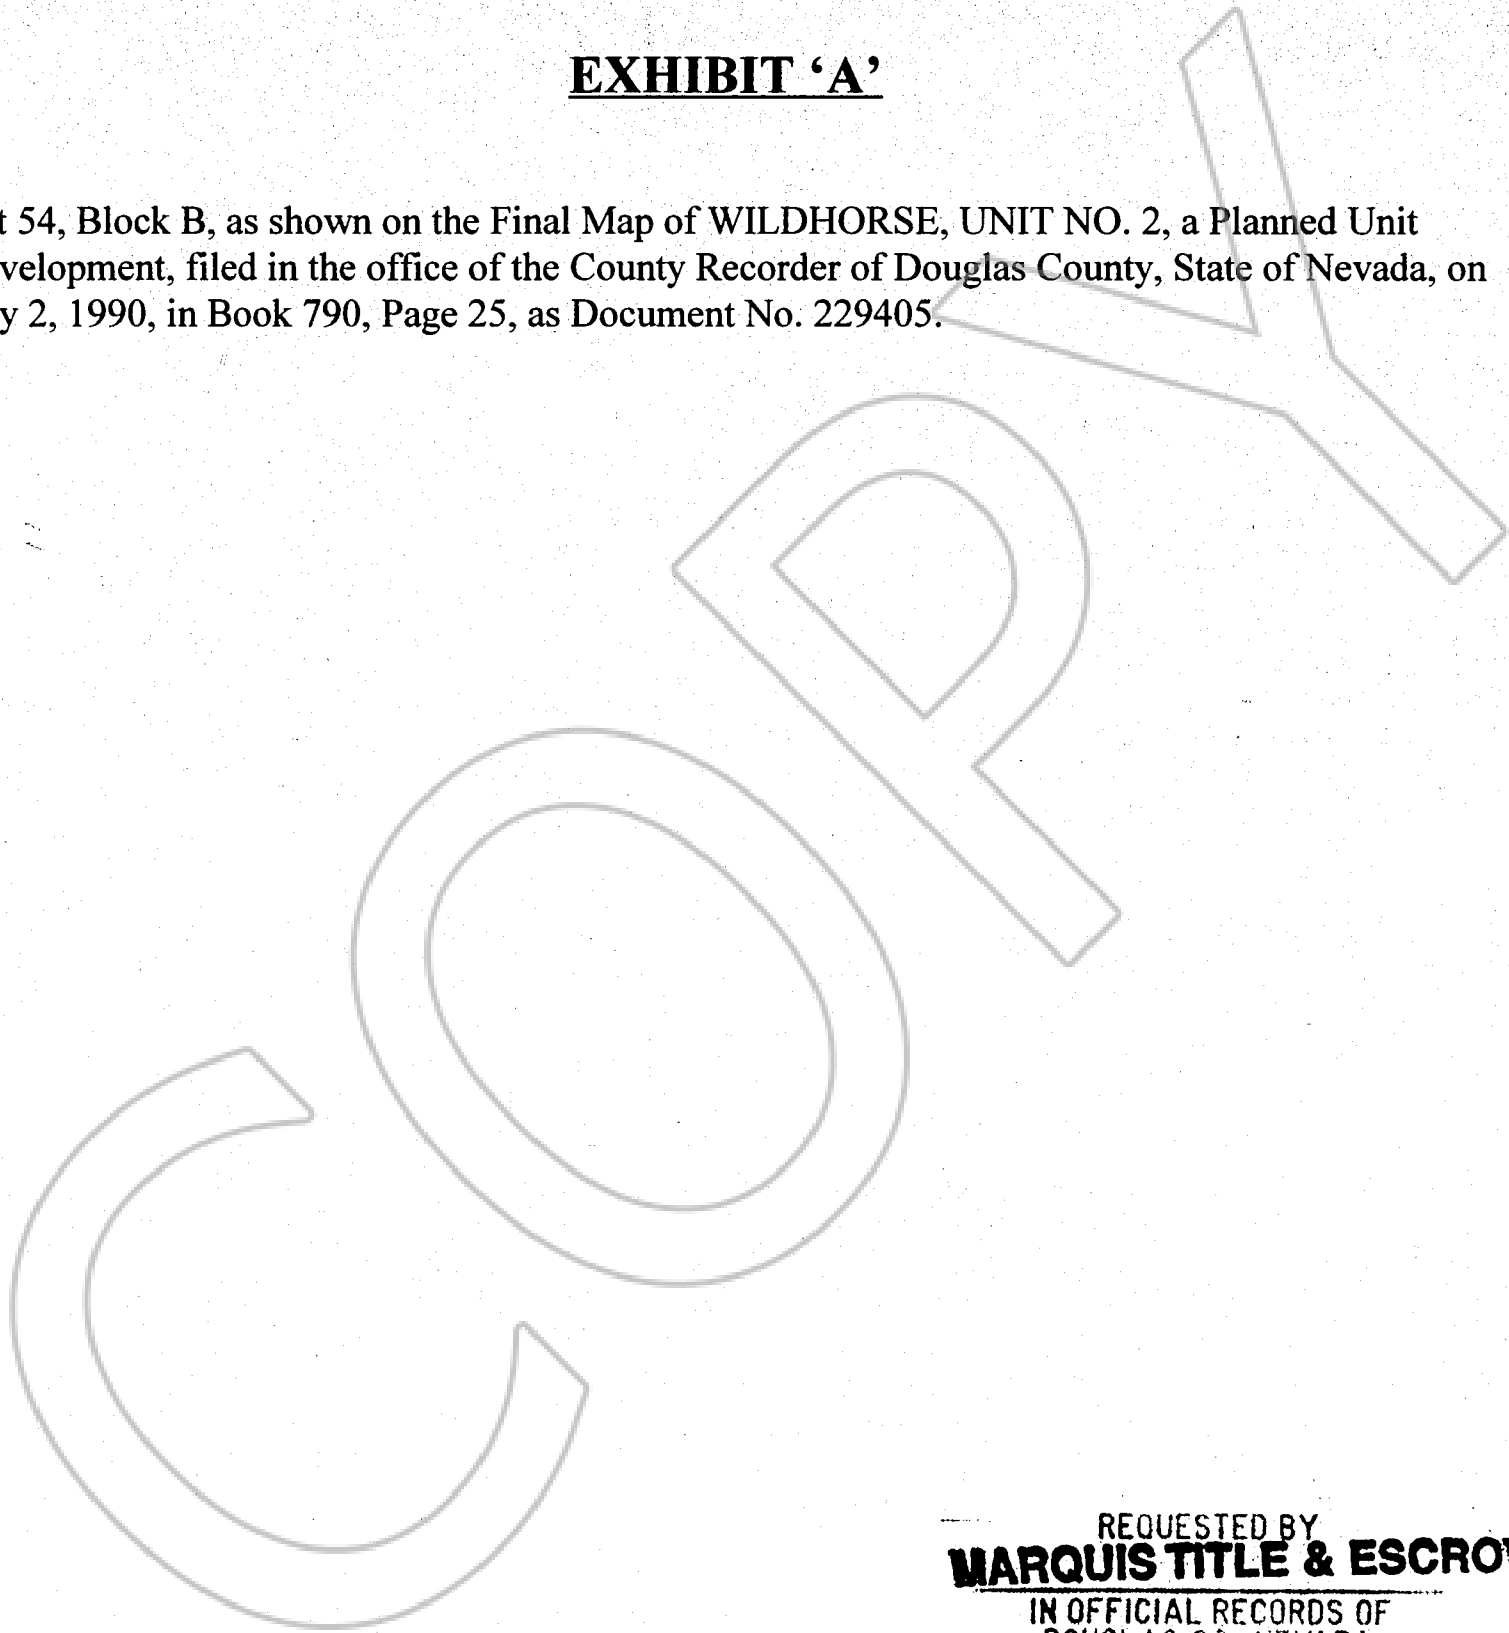 EXHIBIT ‘A’
t 54, Block B, as shown on the Final Map of WILDHORSE, UNIT NO. 2, a Planned Unit
velopment, filed in the office of the County Recorder of Douglas County, State of Nevada, on
y 2, 1990, in Book 790, Page 25, as Document No. 229405.
COPY
REQUESTED BY
MARQUIS TITLE & ESCRO
IN OFFICIAL RECORDS OF